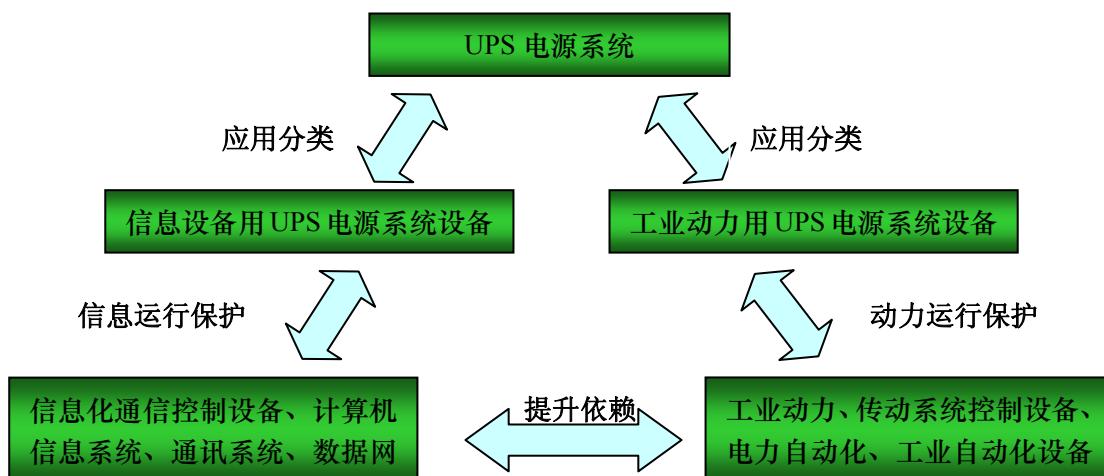 UPS 电源系统
应用分类
应用分类
信息设备用UPS 电源系统设备
工业动力用UPS 电源系统设备
信息运行保护
动力运行保护
信息化通信控制设备、计算机
信息系统、通讯系统、数据网
提升依赖
工业动力、传动系统控制设备、
电力自动化、工业自动化设备